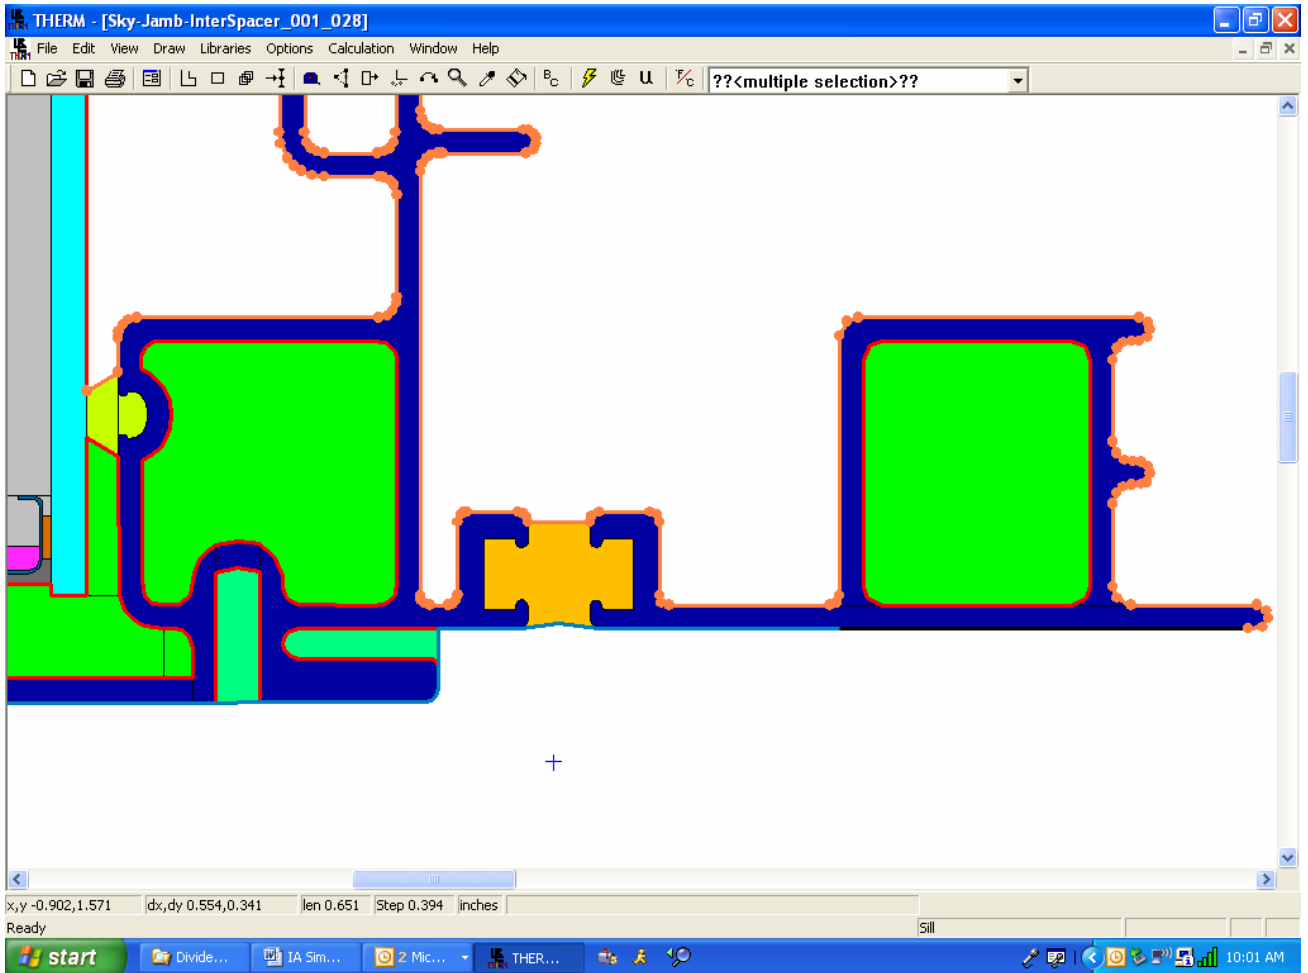 THERM - [Sky-Jamb-InterSpacer_001_028]
File Edit View Draw Libraries Options Calculation Window Help
BC U °F/C ??<multiple selection>??
x,y -0.902,1.571 dx,dy 0.554,0.341 len 0.651 Step 0.394 inches
Ready Sill
start Divide... IA Sim... 2 Mic... THER... 10:01 AM